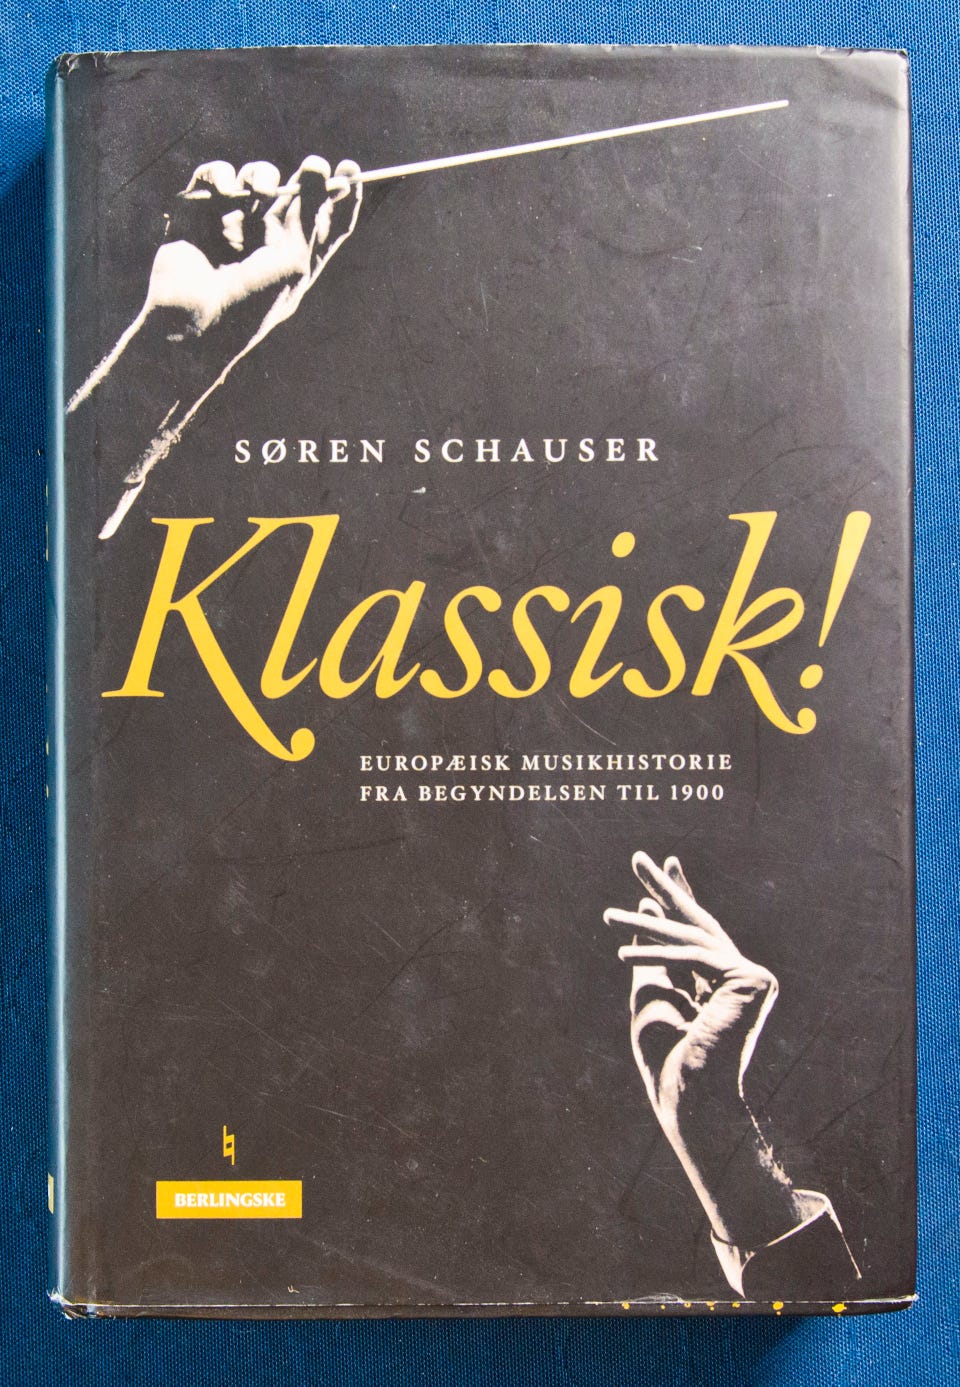 SØREN SCHAUSER
Klassisk!
EUROPÆISK MUSIKHISTORIE
FRA BEGYNDELSEN TIL 1900
BERLINGSKE